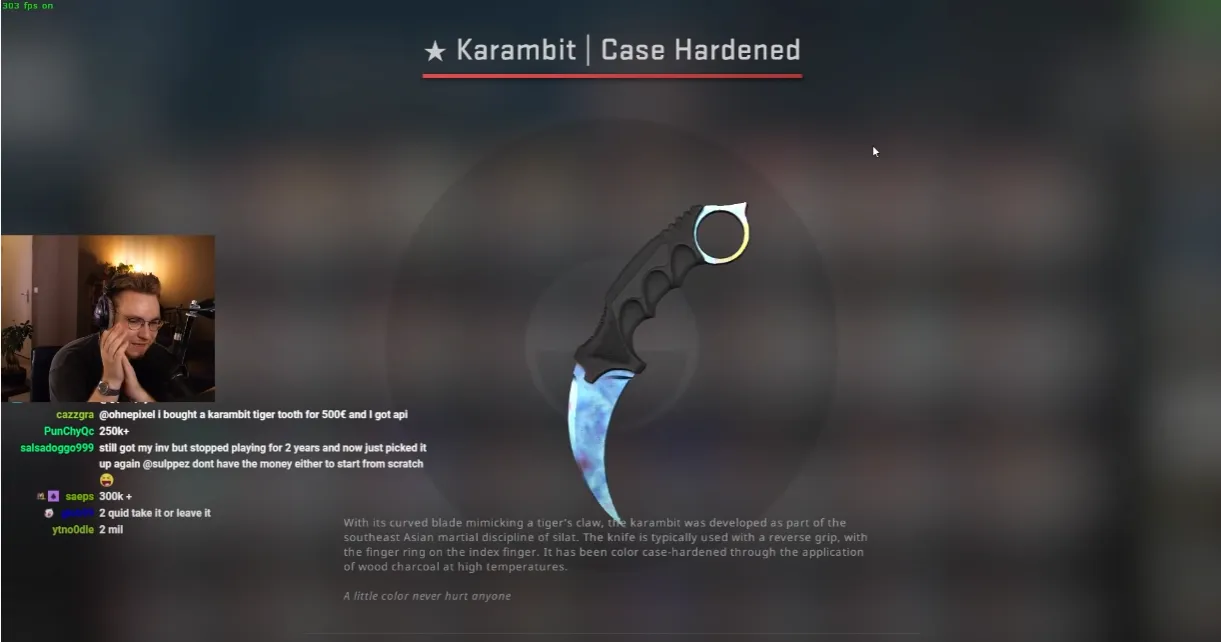 303 fps on
★ Karambit | Case Hardened
cazzgra @ohnepixel i bought a karambit tiger tooth for 500€ and I got api
PunChyQc 250k+
salsadoggo999 still got my inv but stopped playing for 2 years and now just picked it
up again @sulppez dont have the money either to start from scratch
😝
saeps 300k +
2 quid take it or leave it
ytno0dle 2 mil
With its curved blade mimicking a tiger's claw, the karambit was developed as part of the
southeast Asian martial discipline of silat. The knife is typically used with a reverse grip, with
the finger ring on the index finger. It has been color case-hardened through the application
of wood charcoal at high temperatures.
A little color never hurt anyone